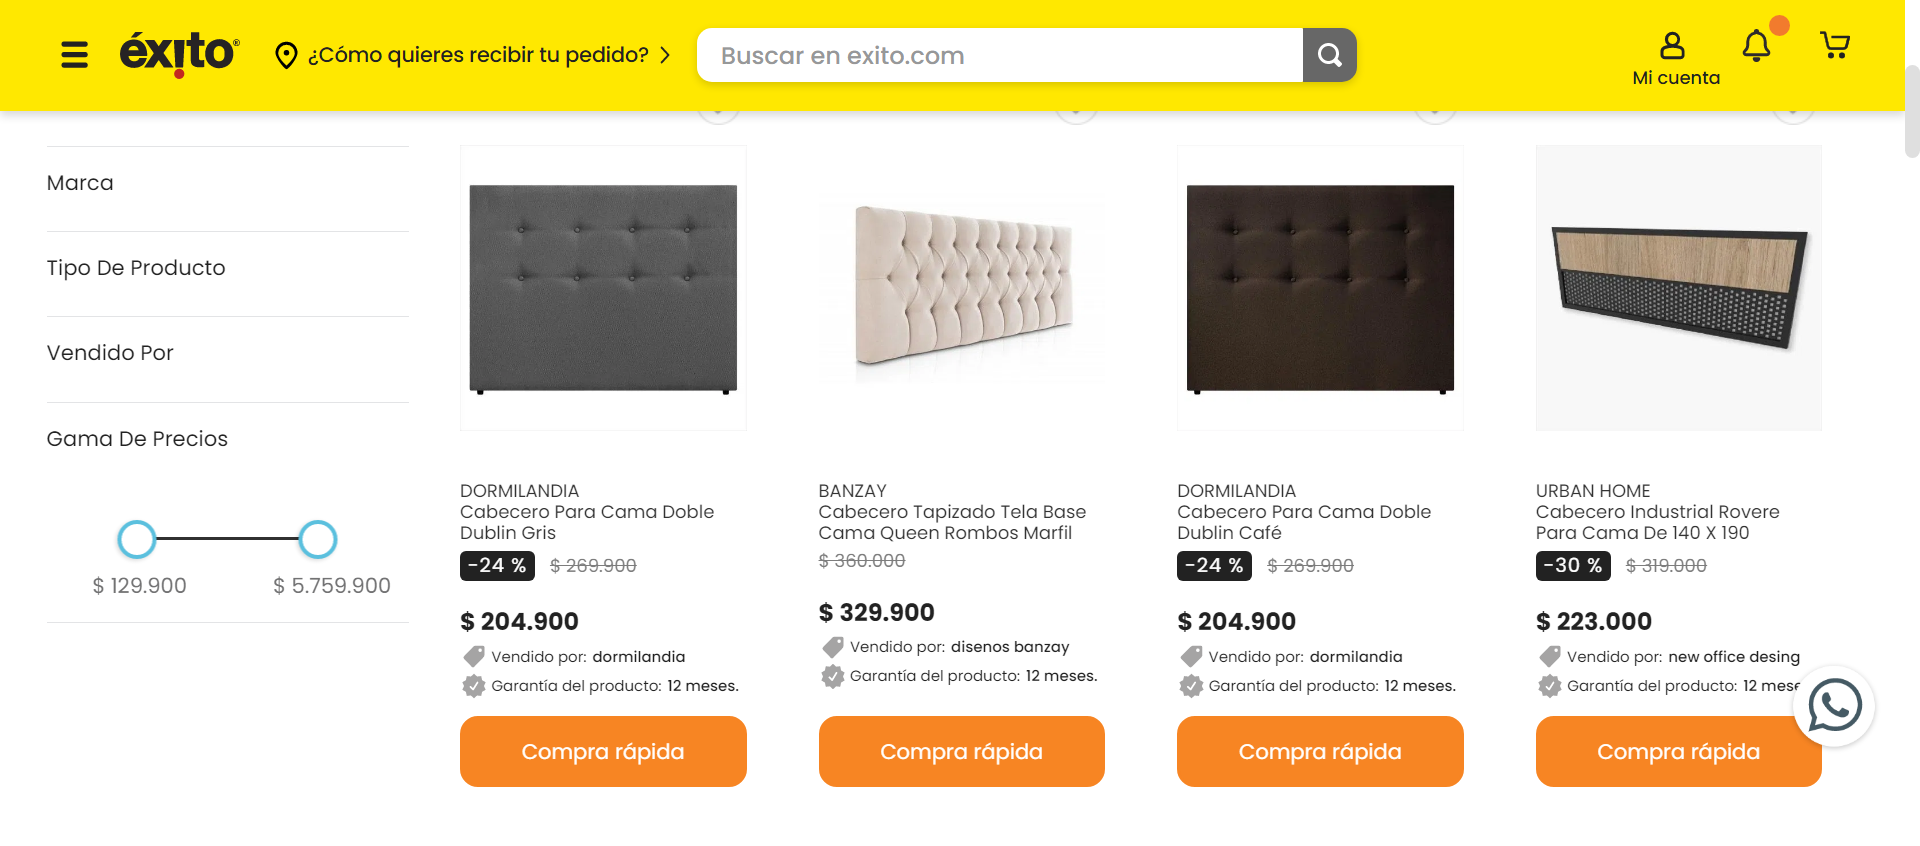 éxito®
¿Cómo quieres recibir tu pedido?
Buscar en exito.com
Mi cuenta
Marca
Tipo De Producto
Vendido Por
Gama De Precios
$ 129.900
$ 5.759.900
DORMILANDIA
Cabecero Para Cama Doble
Dublin Gris
-24 % $ 269.900
$ 204.900
Vendido por: dormilandia
Garantía del producto: 12 meses.
Compra rápida
BANZAY
Cabecero Tapizado Tela Base
Cama Queen Rombos Marfil
$ 360.000
$ 329.900
Vendido por: disenos banzay
Garantía del producto: 12 meses.
Compra rápida
DORMILANDIA
Cabecero Para Cama Doble
Dublin Café
-24 % $ 269.900
$ 204.900
Vendido por: dormilandia
Garantía del producto: 12 meses.
Compra rápida
URBAN HOME
Cabecero Industrial Rovere
Para Cama De 140 X 190
-30 % $ 319.000
$ 223.000
Vendido por: new office desing
Garantía del producto: 12 mese
Compra rápida